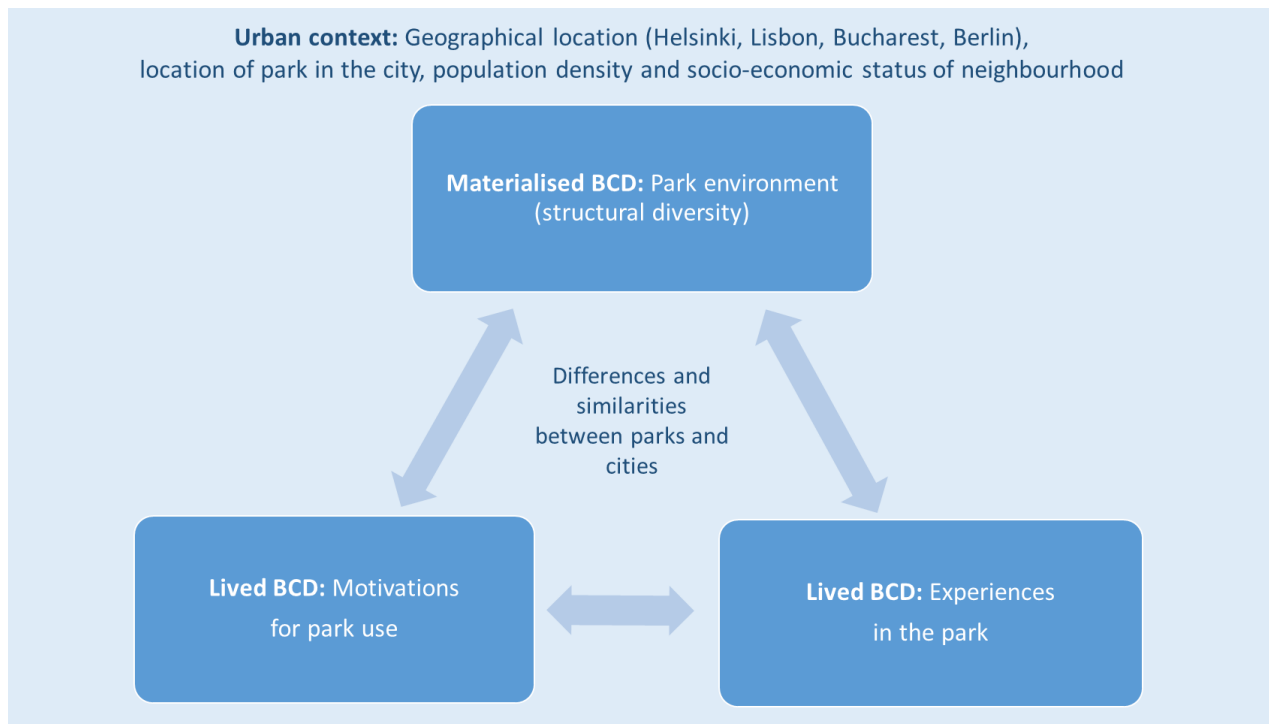 Urban context: Geographical location (Helsinki, Lisbon, Bucharest, Berlin),
location of park in the city, population density and socio-economic status of neighbourhood
Materialised BCD: Park environment
(structural diversity)
Differences and
similarities
between parks and
cities
Lived BCD: Motivations
for park use
Lived BCD: Experiences
in the park